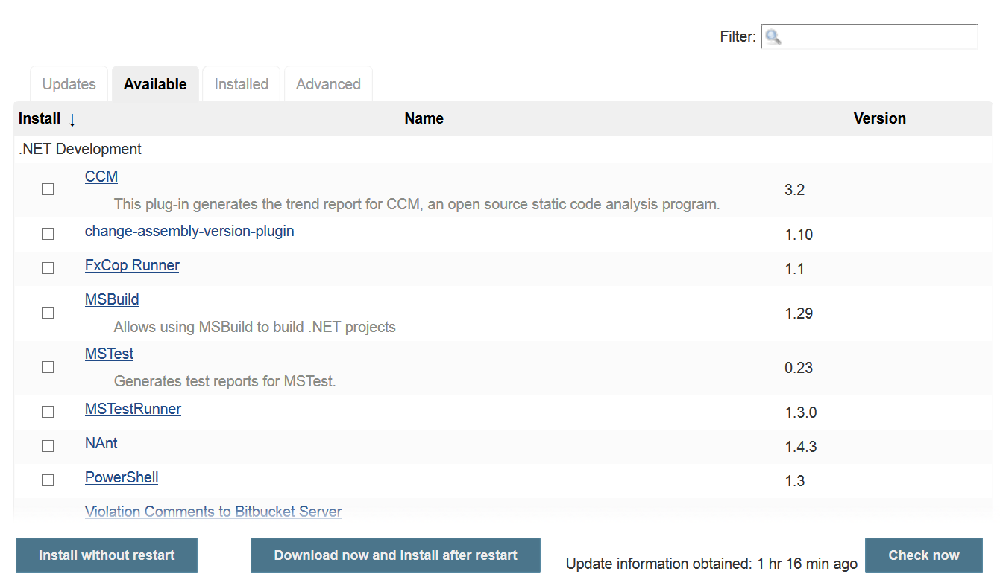 Filter:
Updates Available Installed Advanced
Install ↓ Name Version
.NET Development
CCM
This plug-in generates the trend report for CCM, an open source static code analysis program.
3.2
change-assembly-version-plugin 1.10
FxCop Runner 1.1
MSBuild
Allows using MSBuild to build .NET projects
1.29
MSTest
Generates test reports for MSTest.
0.23
MSTestRunner 1.3.0
NAnt 1.4.3
PowerShell 1.3
Violation Comments to Bitbucket Server
Install without restart Download now and install after restart Update information obtained: 1 hr 16 min ago Check now